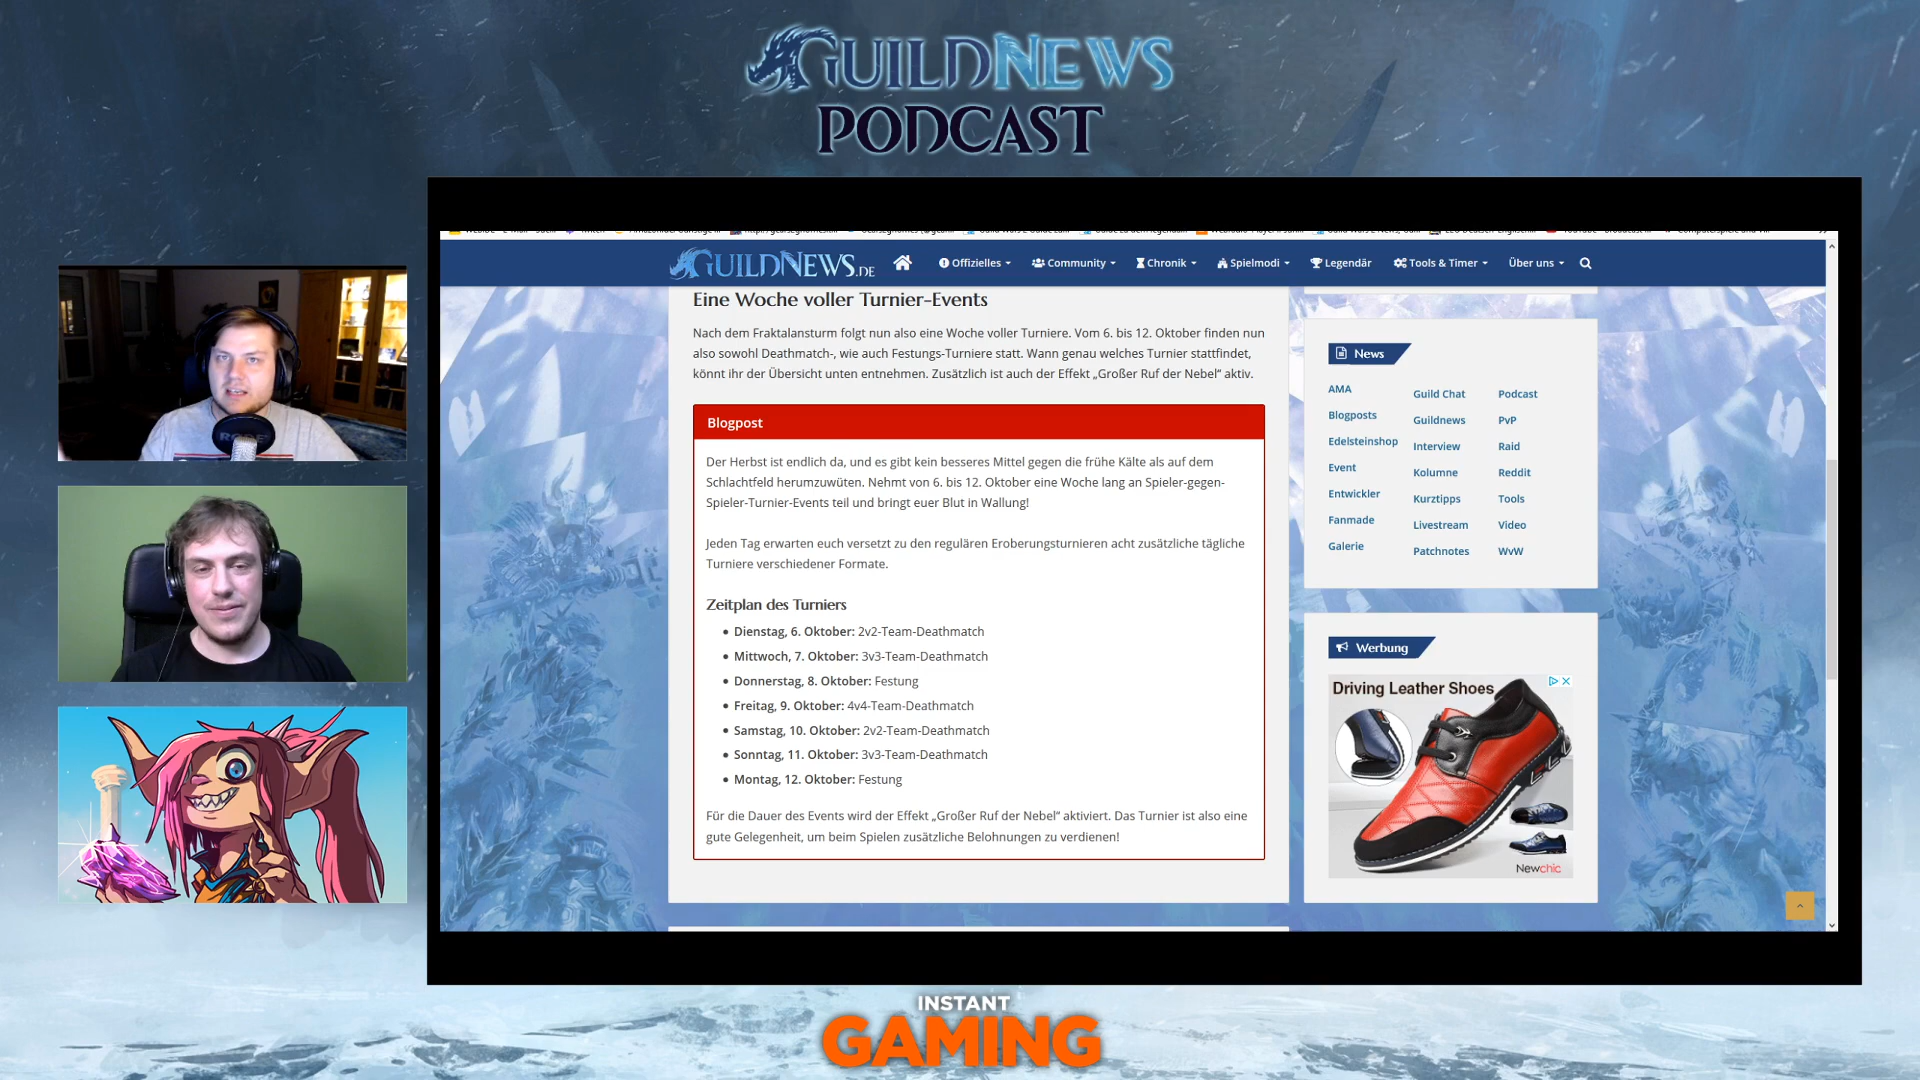 GUILDNEWS
PODCAST
GUILDNEWS.DE
Offizielles
Community
Chronik
Spielmodi
Legendär
Tools & Timer
Über uns
Eine Woche voller Turnier-Events
Nach dem Fraktalansturm folgt nun also eine Woche voller Turniere. Vom 6. bis 12. Oktober finden nun
also sowohl Deathmatch-, wie auch Festungs-Turniere statt. Wann genau welches Turnier stattfindet,
könnt ihr der Übersicht unten entnehmen. Zusätzlich ist auch der Effekt „Großer Ruf der Nebel“ aktiv.
Blogpost
Der Herbst ist endlich da, und es gibt kein besseres Mittel gegen die frühe Kälte als auf dem
Schlachtfeld herumzuwüten. Nehmt von 6. bis 12. Oktober eine Woche lang an Spieler-gegen-
Spieler-Turnier-Events teil und bringt euer Blut in Wallung!
Jeden Tag erwarten euch versetzt zu den regulären Eroberungsturnieren acht zusätzliche tägliche
Turniere verschiedener Formate.
Zeitplan des Turniers
• Dienstag, 6. Oktober: 2v2-Team-Deathmatch
• Mittwoch, 7. Oktober: 3v3-Team-Deathmatch
• Donnerstag, 8. Oktober: Festung
• Freitag, 9. Oktober: 4v4-Team-Deathmatch
• Samstag, 10. Oktober: 2v2-Team-Deathmatch
• Sonntag, 11. Oktober: 3v3-Team-Deathmatch
• Montag, 12. Oktober: Festung
Für die Dauer des Events wird der Effekt „Großer Ruf der Nebel“ aktiviert. Das Turnier ist also eine
gute Gelegenheit, um beim Spielen zusätzliche Belohnungen zu verdienen!
News
AMA
Blogposts
Edelsteinshop
Event
Entwickler
Fanmade
Galerie
Guild Chat
Guildnews
Interview
Kolumne
Kurztipps
Livestream
Patchnotes
Podcast
PvP
Raid
Reddit
Tools
Video
WvW
Werbung
Driving Leather Shoes
Newchic
RODE
INSTANT
GAMING